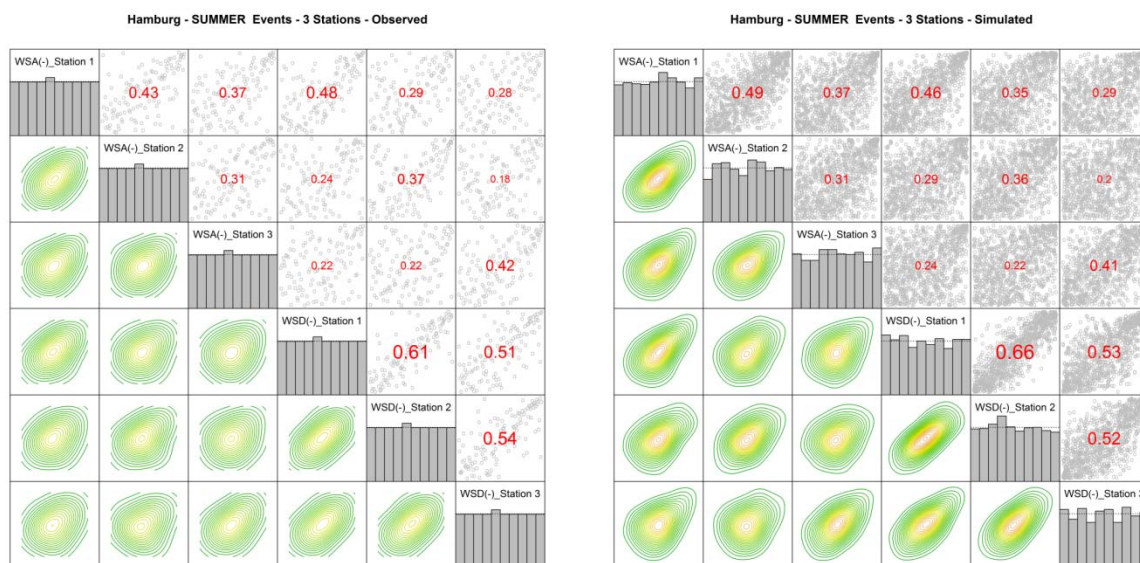 Hamburg - SUMMER Events - 3 Stations - Observed
WSA(-)_Station 1
0.43
0.37
0.48
0.29
0.28
WSA(-)_Station 2
0.31
0.24
0.37
0.18
WSA(-)_Station 3
0.22
0.22
0.42
WSD(-)_Station 1
0.61
0.51
WSD(-)_Station 2
0.54
WSD(-)_Station 3
Hamburg - SUMMER Events - 3 Stations - Simulated
WSA(-)_Station 1
0.49
0.37
0.46
0.35
0.29
WSA(-)_Station 2
0.31
0.29
0.36
0.2
WSA(-)_Station 3
0.24
0.22
0.41
WSD(-)_Station 1
0.66
0.53
WSD(-)_Station 2
0.52
WSD(-)_Station 3